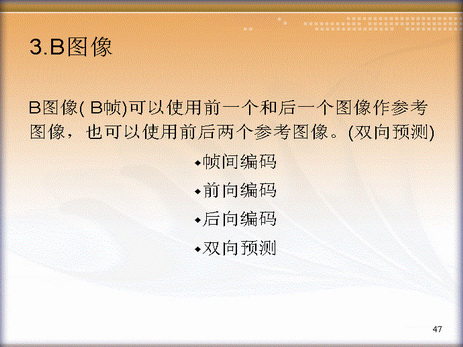 3.B图像
B图像( B帧)可以使用前一个和后一个图像作参考
图像，也可以使用前后两个参考图像。(双向预测)
◆帧间编码
◆前向编码
◆后向编码
◆双向预测
47